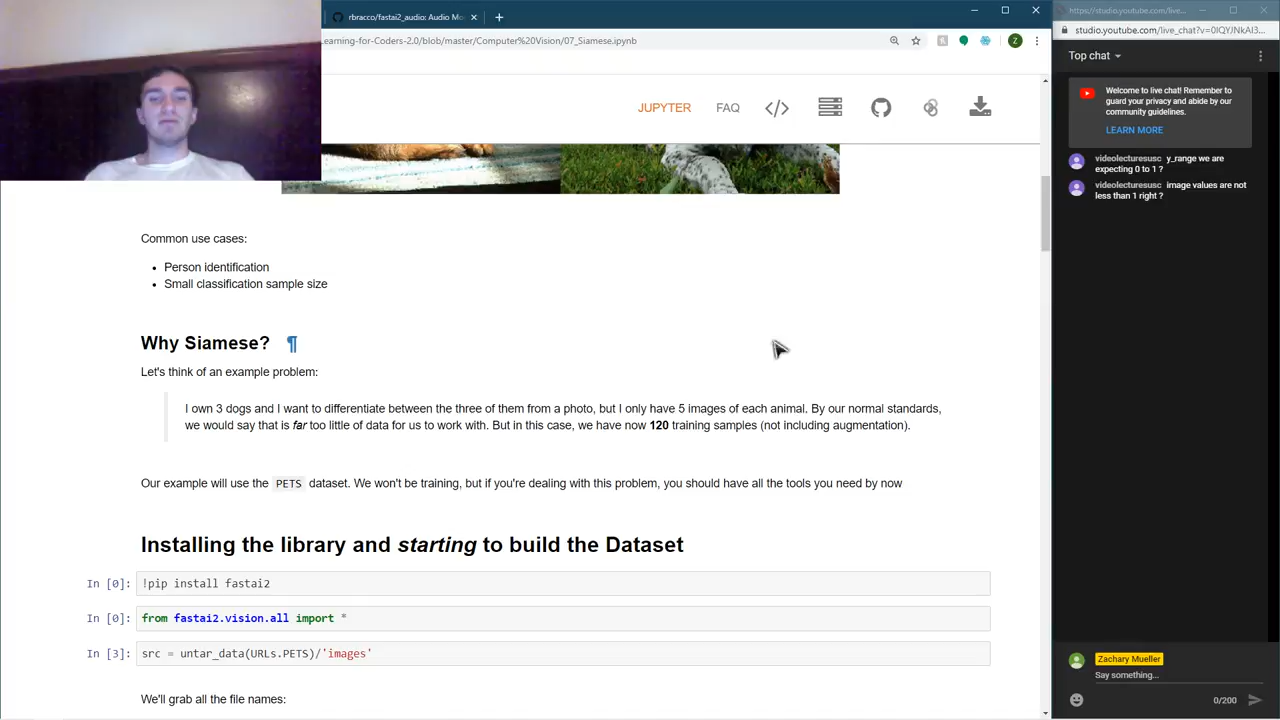 rbracco/fastai2_audio: Audio Mo
https://studio.youtube.com/live_...
Learning-for-Coders-2.0/blob/master/Computer%20Vision/07_Siamese.ipynb
studio.youtube.com/live_chat?v=0IQYJNkAI3...
Z
Top chat
JUPYTER FAQ
Welcome to live chat! Remember to
guard your privacy and abide by our
community guidelines.
LEARN MORE
videolecturesusc y_range we are
expecting 0 to 1 ?
videolecturesusc image values are not
less than 1 right ?
Common use cases:
• Person identification
• Small classification sample size
Why Siamese? ¶
Let's think of an example problem:
I own 3 dogs and I want to differentiate between the three of them from a photo, but I only have 5 images of each animal. By our normal standards,
we would say that is far too little of data for us to work with. But in this case, we have now 120 training samples (not including augmentation).
Our example will use the PETS dataset. We won't be training, but if you're dealing with this problem, you should have all the tools you need by now
Installing the library and starting to build the Dataset
In [0]: !pip install fastai2
In [0]: from fastai2.vision.all import *
In [3]: src = untar_data(URLs.PETS)/'images'
We'll grab all the file names:
Zachary Mueller
Say something...
0/200